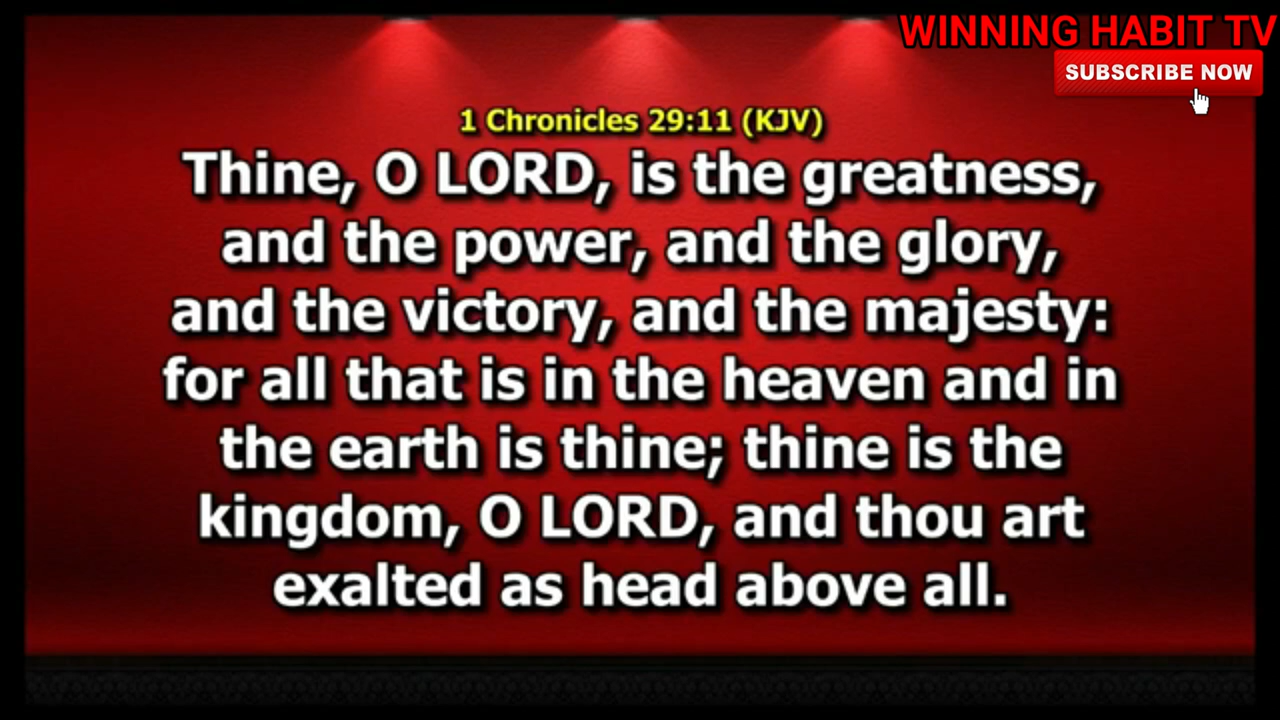 WINNING HABIT TV
SUBSCRIBE NOW
1 Chronicles 29:11 (KJV)
Thine, O LORD, is the greatness,
and the power, and the glory,
and the victory, and the majesty:
for all that is in the heaven and in
the earth is thine; thine is the
kingdom, O LORD, and thou art
exalted as head above all.